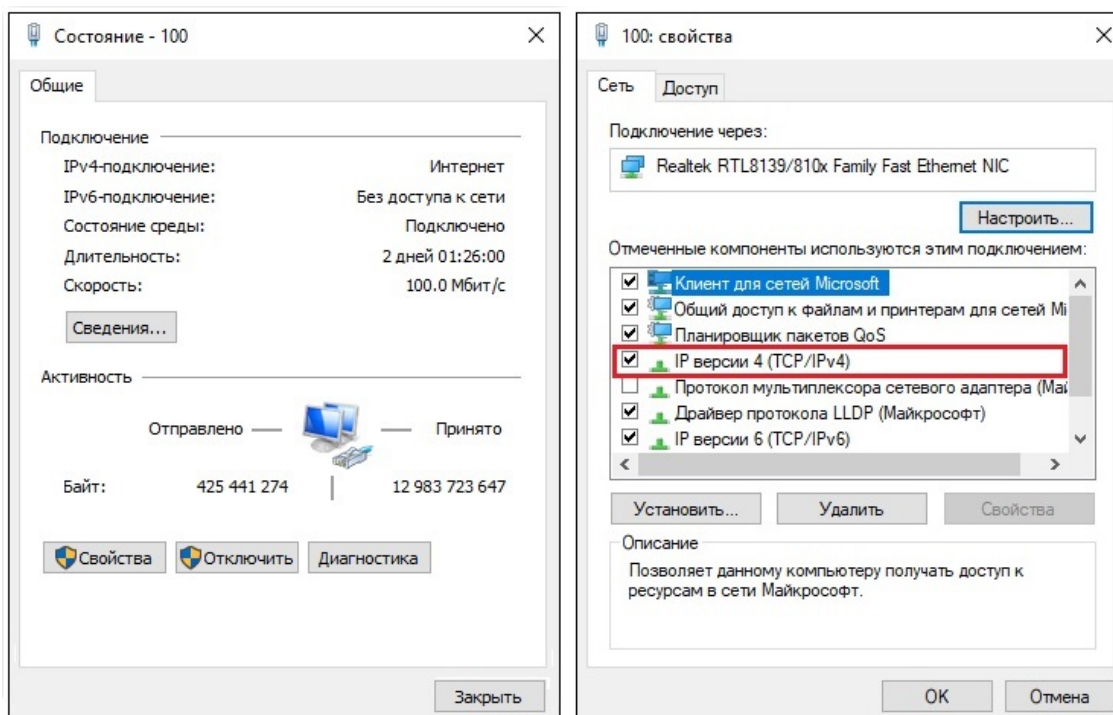 Состояние - 100
Общие
Подключение
IPv4-подключение: Интернет
IPv6-подключение: Без доступа к сети
Состояние среды: Подключено
Длительность: 2 дней 01:26:00
Скорость: 100.0 Мбит/с
Сведения...
Активность
Отправлено Принято
Байт: 425 441 274 12 983 723 647
Свойства Отключить Диагностика
Закрыть
100: свойства
Сеть Доступ
Подключение через:
Realtek RTL8139/810x Family Fast Ethernet NIC
Настроить...
Отмеченные компоненты используются этим подключением:
Клиент для сетей Microsoft
Общий доступ к файлам и принтерам для сетей Mi
Планировщик пакетов QoS
IP версии 4 (TCP/IPv4)
Протокол мультиплексора сетевого адаптера (Май
Драйвер протокола LLDP (Майкрософт)
IP версии 6 (TCP/IPv6)
Установить... Удалить Свойства
Описание
Позволяет данному компьютеру получать доступ к
ресурсам в сети Майкрософт.
OK Отмена